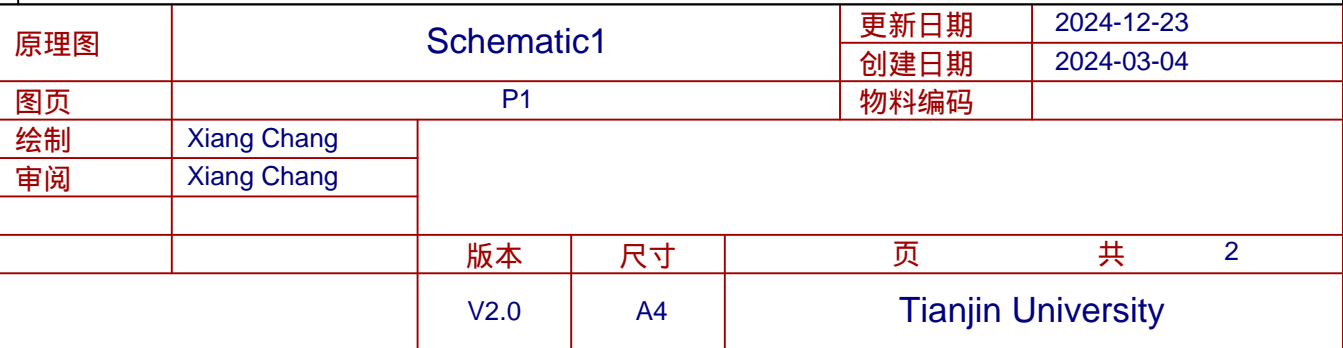 原理图 Schematic1 更新日期 2024-12-23
创建日期 2024-03-04
图页 P1 物料编码
绘制 Xiang Chang
审阅 Xiang Chang
版本 尺寸 页 共 2
V2.0 A4 Tianjin University